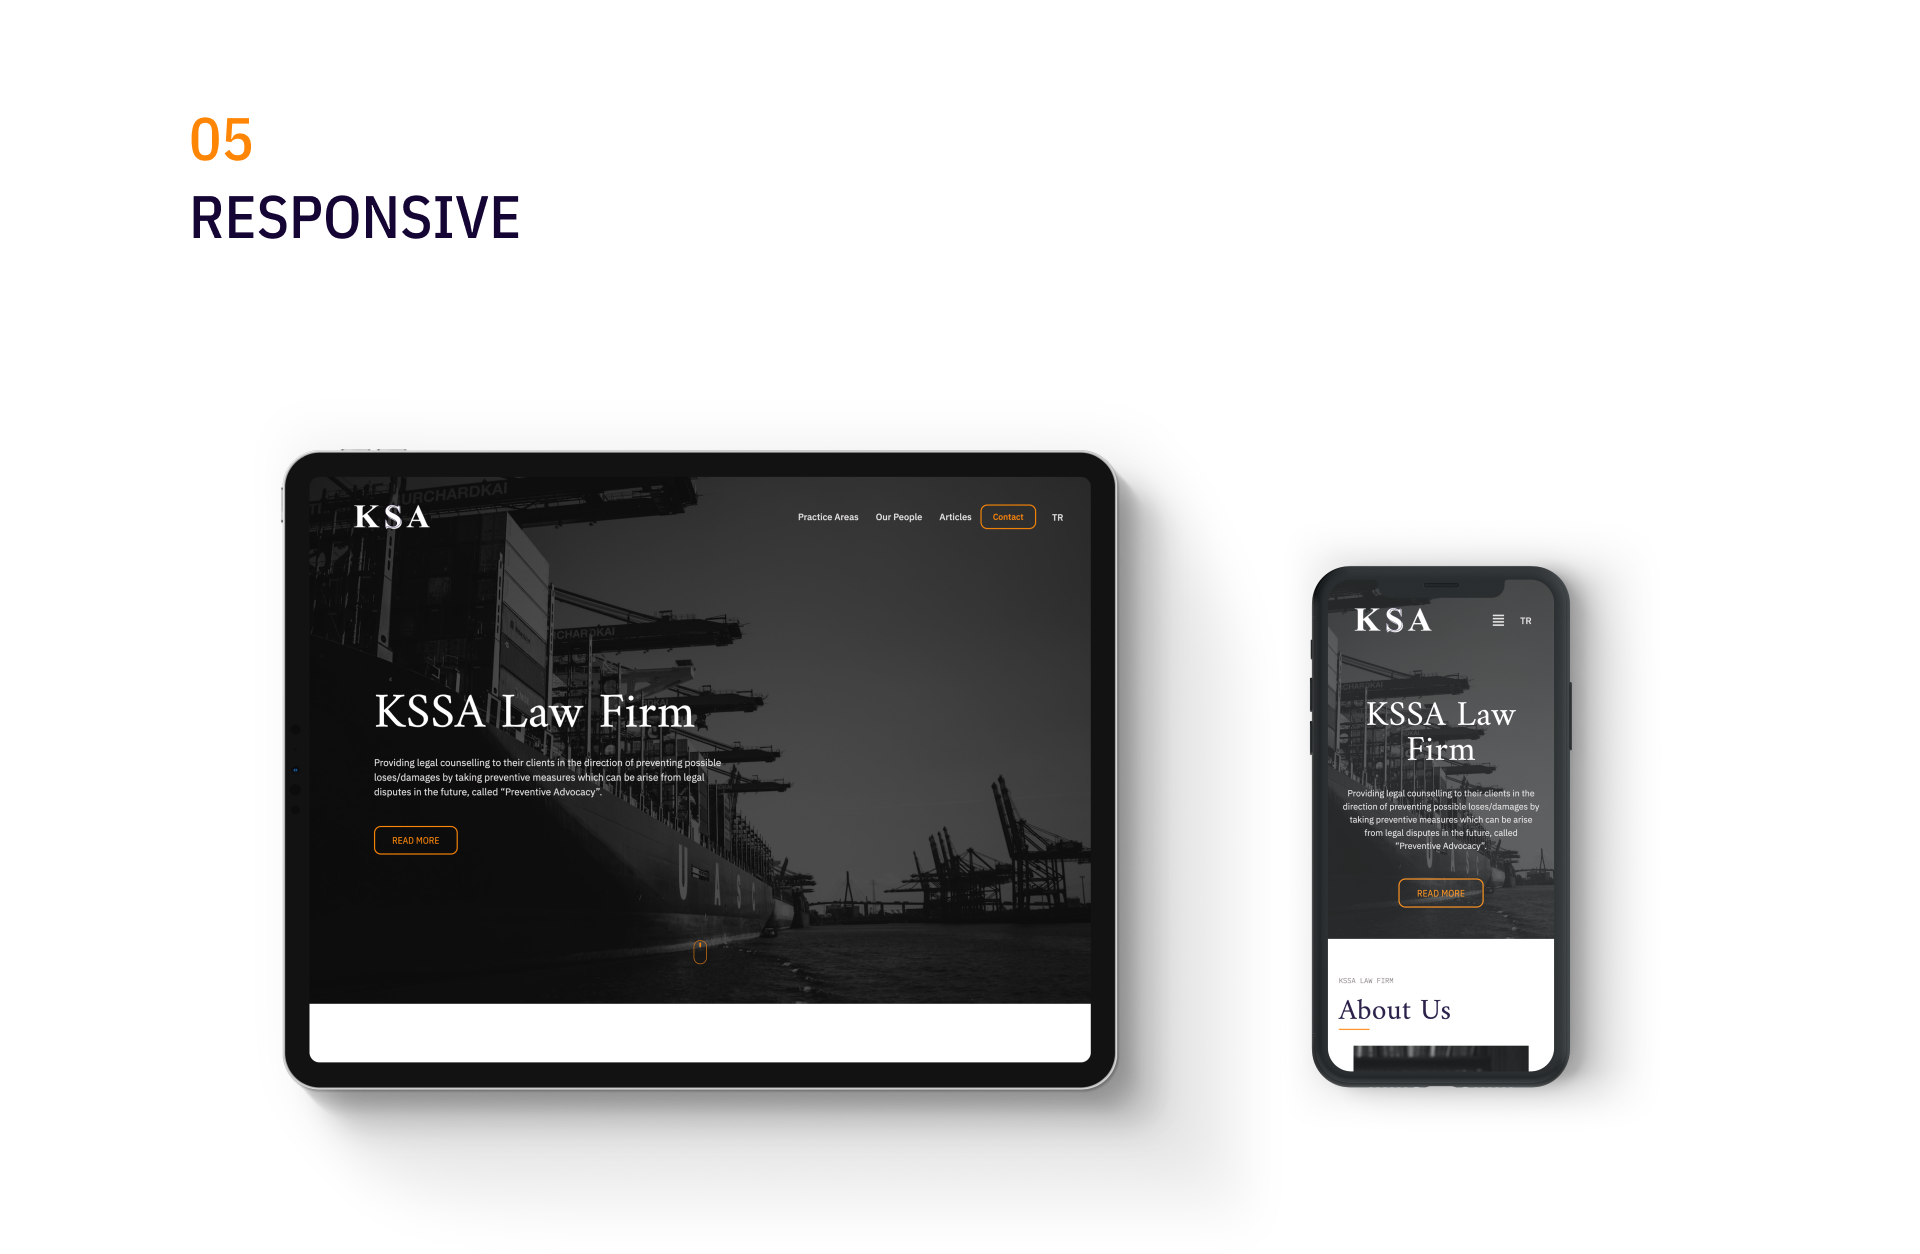 05
RESPONSIVE
URCHARDKAI
KSA
Practice Areas Our People Articles Contact TR
CHARDKAI
KSSA Law Firm
Providing legal counselling to their clients in the direction of preventing possible
loses/damages by taking preventive measures which can be arise from legal
disputes in the future, called “Preventive Advocacy”.
READ MORE
U A S C
KSA
TR
KSSA Law
Firm
Providing legal counselling to their clients in the
direction of preventing possible loses/damages by
taking preventive measures which can be arise
from legal disputes in the future, called
“Preventive Advocacy”.
READ MORE
KSSA LAW FIRM
About Us